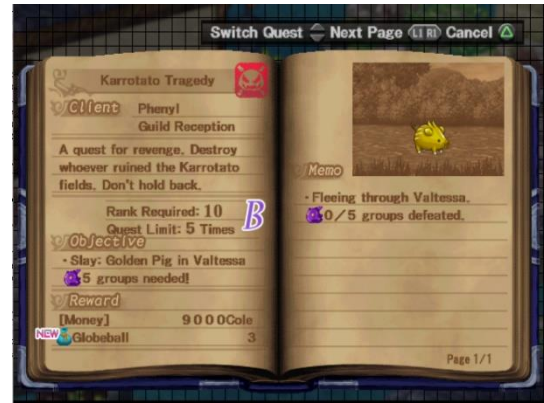 Switch Quest Next Page L1 R1 Cancel
Karrotato Tragedy
Client Phenyl
Guild Reception
A quest for revenge. Destroy
whoever ruined the Karrotato
fields. Don't hold back.
Rank Required: 10 B
Quest Limit: 5 Times
Objective
· Slay: Golden Pig in Valtessa
5 groups needed!
Reward
[Money] 9000Cole
NEW Globeball 3
Memo
· Fleeing through Valtessa.
0/5 groups defeated.
Page 1/1